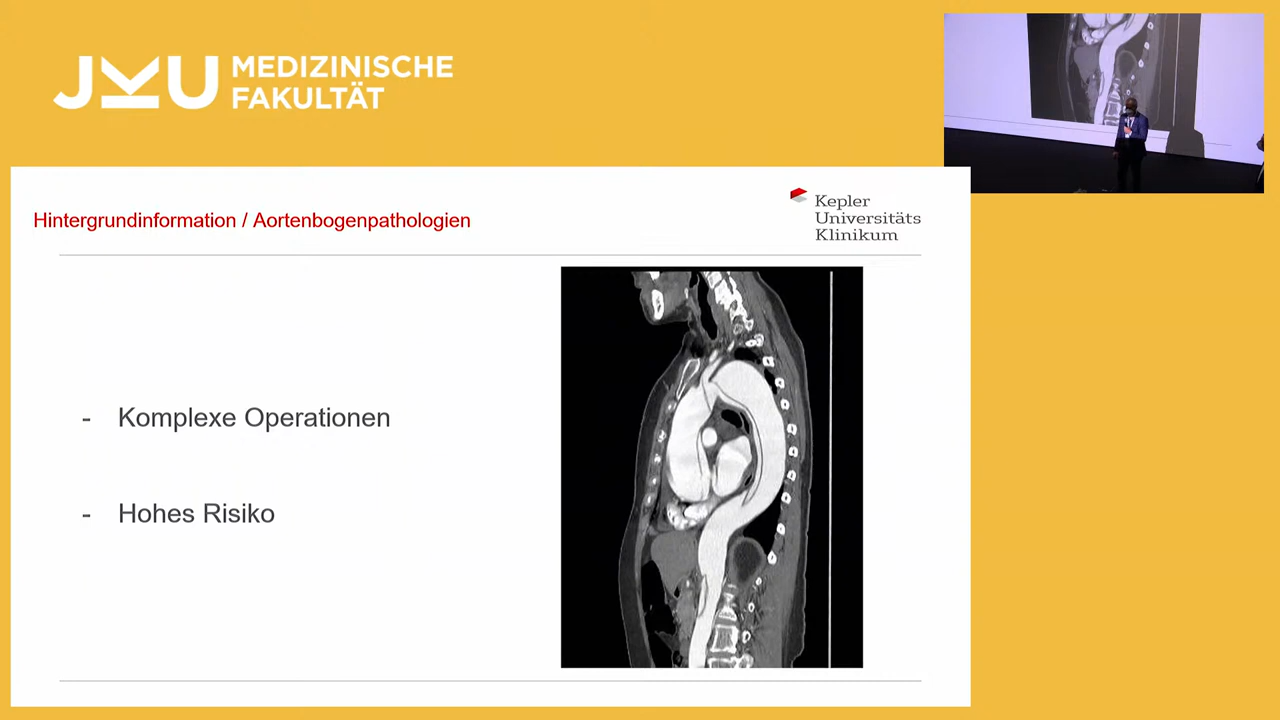 JKU MEDIZINISCHE
FAKULTÄT
Hintergrundinformation / Aortenbogenpathologien
Kepler
Universitäts
Klinikum
- Komplexe Operationen
- Hohes Risiko